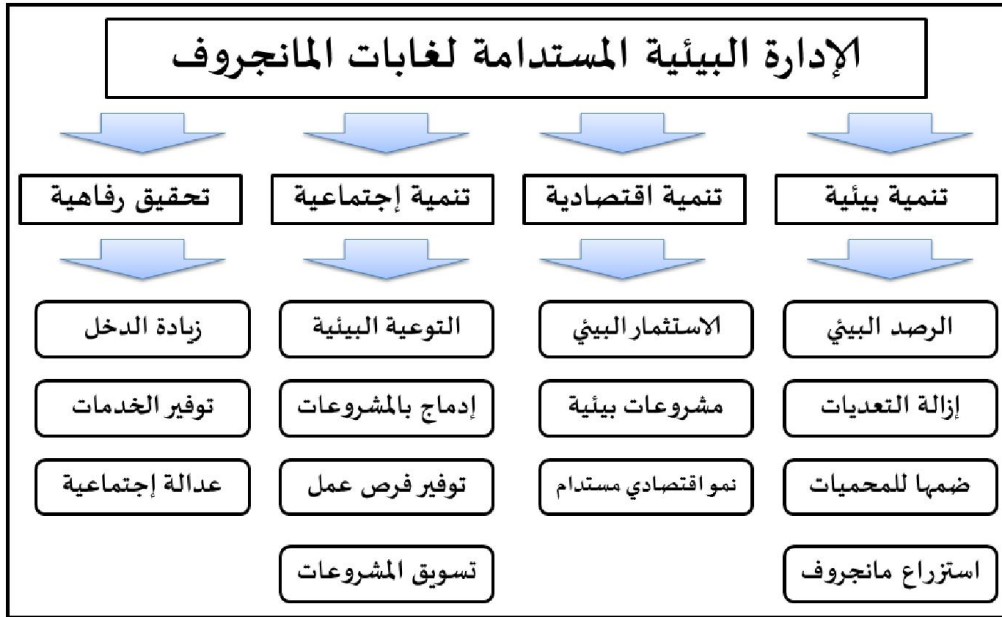 الإدارة البيئية المستدامة لغابات المانجروف
تنمية بيئية
تنمية اقتصادية
تنمية إجتماعية
تحقيق رفاهية
الرصد البيئي
الاستثمار البيئي
التوعية البيئية
زيادة الدخل
إزالة التعديات
مشروعات بيئية
إدماج بالمشروعات
توفير الخدمات
ضمها للمحميات
نمو اقتصادي مستدام
توفير فرص عمل
عدالة إجتماعية
استزراع مانجروف
تسويق المشروعات